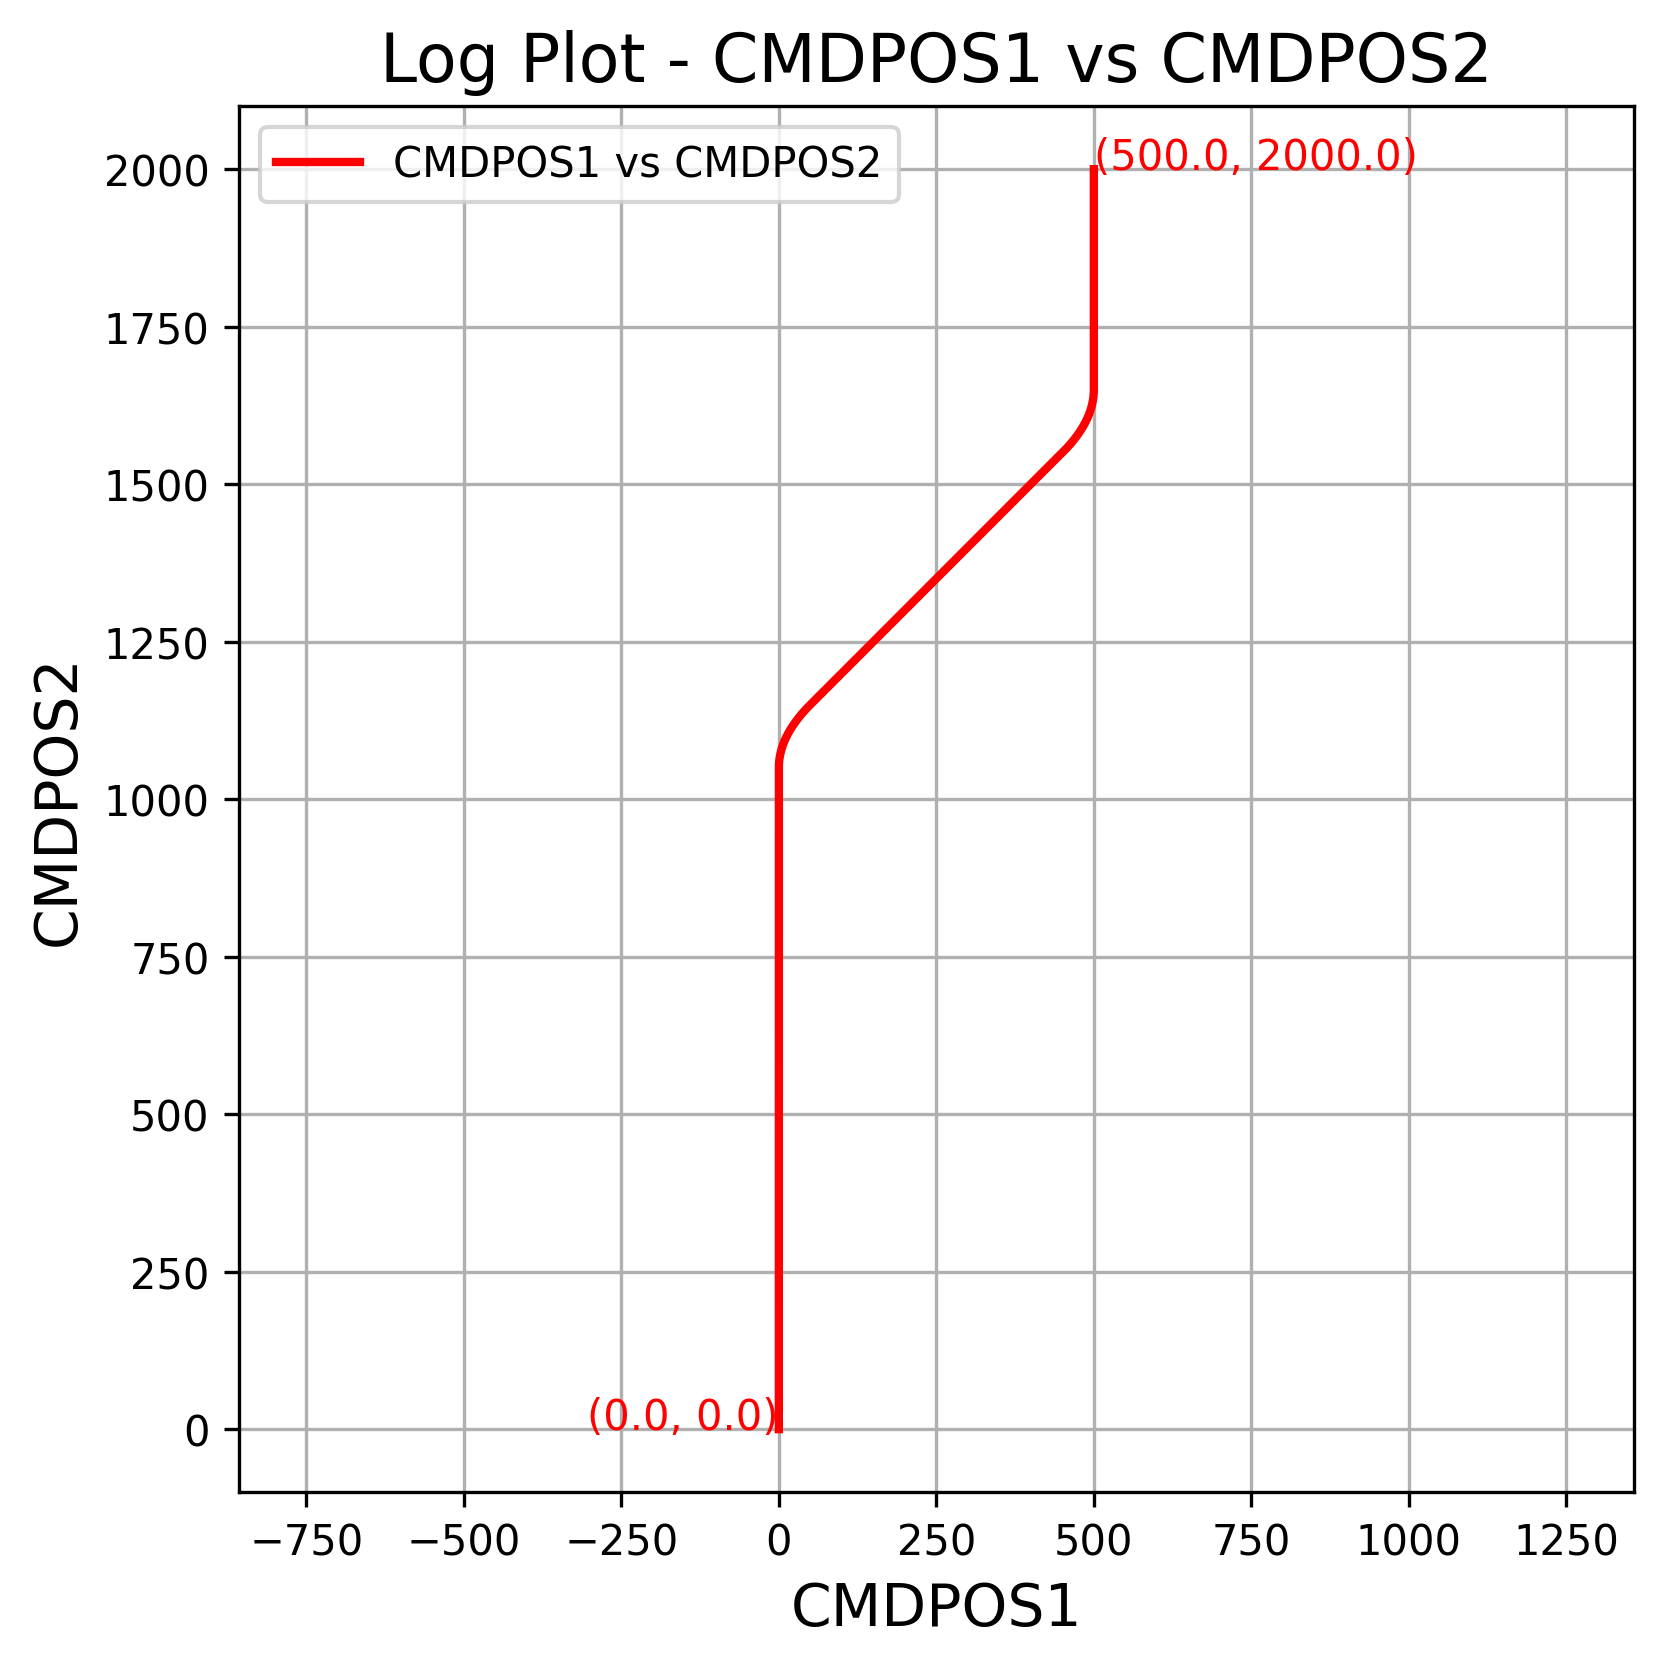 Log Plot - CMDPOS1 vs CMDPOS2
CMDPOS1 vs CMDPOS2
(500.0, 2000.0)
(0.0, 0.0)
CMDPOS2
2000
1750
1500
1250
1000
750
500
250
0
−750 −500 −250 0 250 500 750 1000 1250
CMDPOS1